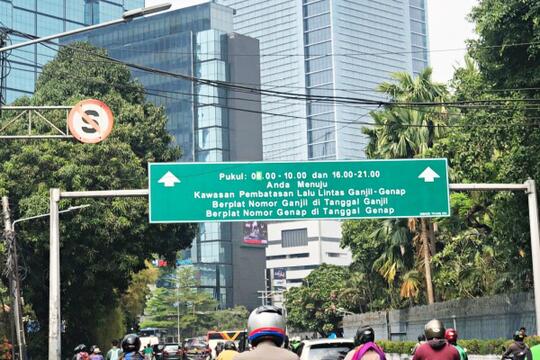 Pukul: 06.00 - 10.00 dan 16.00-21.00
Anda Menuju
Kawasan Pembatasan Lalu Lintas Ganjil-Genap
Berplat Nomor Ganjil di Tanggal Ganjil
Berplat Nomor Genap di Tanggal Genap
S